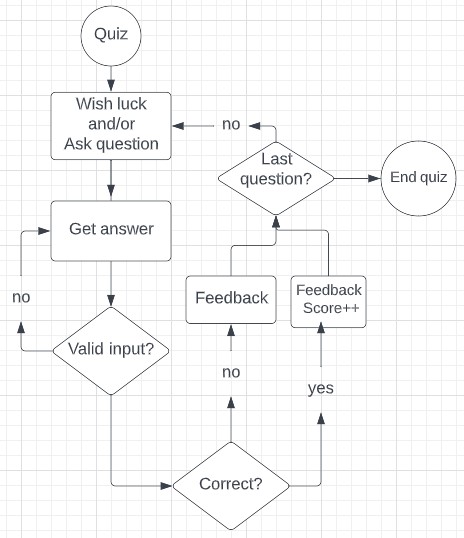 Quiz
Wish luck
and/or
Ask question
no
Last
question?
End quiz
Get answer
no
Feedback
Feedback
Score++
Valid input?
no
yes
Correct?